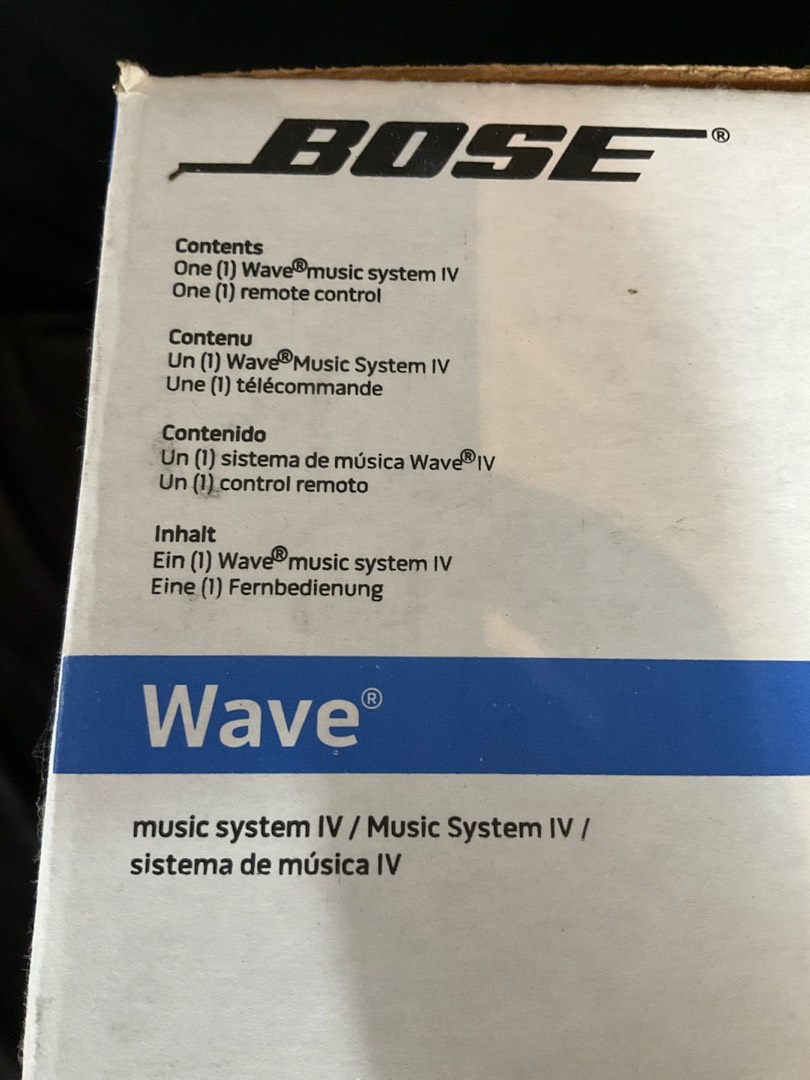 BOSE®
Contents
One (1) Wave®music system IV
One (1) remote control
Contenu
Un (1) Wave®Music System IV
Une (1) télécommande
Contenido
Un (1) sistema de música Wave®IV
Un (1) control remoto
Inhalt
Ein (1) Wave®music system IV
Eine (1) Fernbedienung
Wave®
music system IV / Music System IV /
sistema de música IV